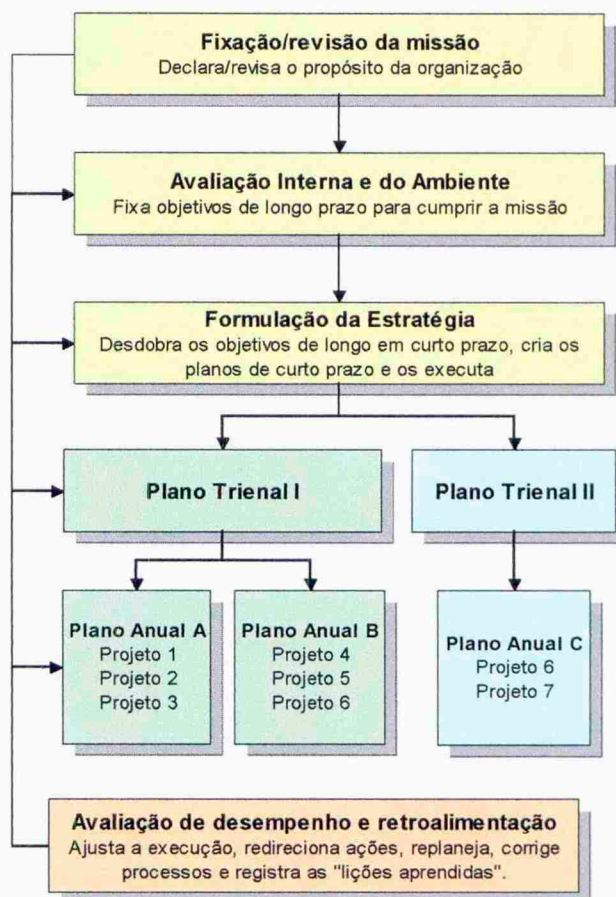 Fixação/revisão da missão
Declara/revisa o propósito da organização
Avaliação Interna e do Ambiente
Fixa objetivos de longo prazo para cumprir a missão
Formulação da Estratégia
Desdobra os objetivos de longo em curto prazo, cria os
planos de curto prazo e os executa
Plano Trienal I
Plano Trienal II
Plano Anual A
Projeto 1
Projeto 2
Projeto 3
Plano Anual B
Projeto 4
Projeto 5
Projeto 6
Plano Anual C
Projeto 6
Projeto 7
Avaliação de desempenho e retroalimentação
Ajusta a execução, redireciona ações, replaneja, corrige
processos e registra as "lições aprendidas".